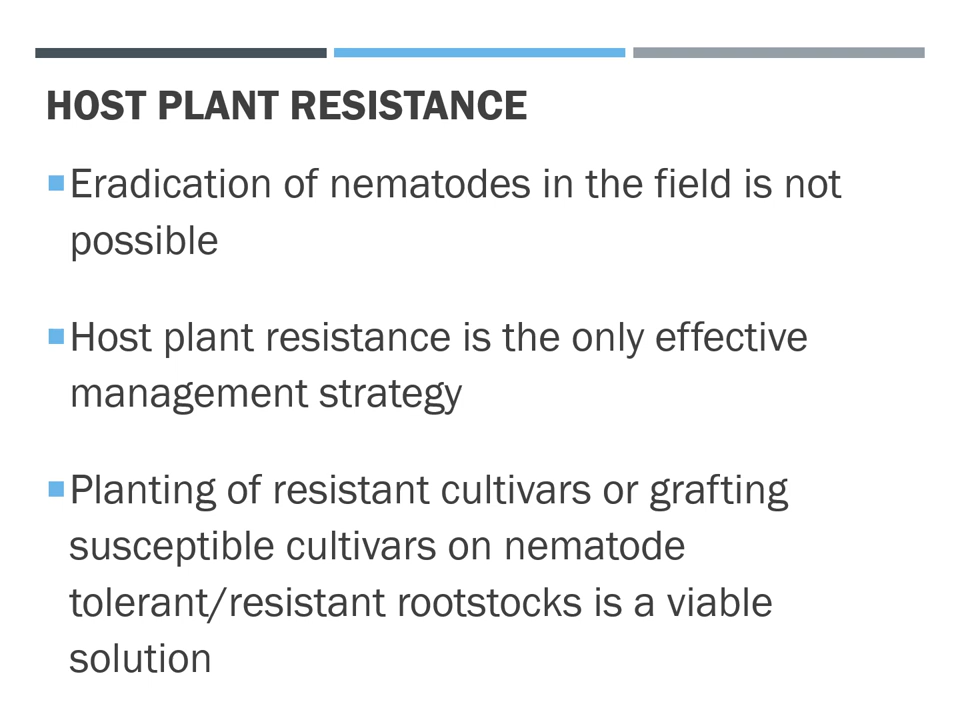 HOST PLANT RESISTANCE
Eradication of nematodes in the field is not
possible
Host plant resistance is the only effective
management strategy
Planting of resistant cultivars or grafting
susceptible cultivars on nematode
tolerant/resistant rootstocks is a viable
solution